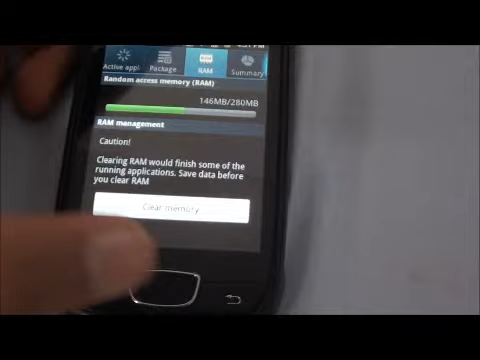 Active appl
Package
RAM
Summary
Random access memory (RAM)
146MB/280MB
RAM management
Caution!
Clearing RAM would finish some of the
running applications. Save data before
you clear RAM
Clear memory